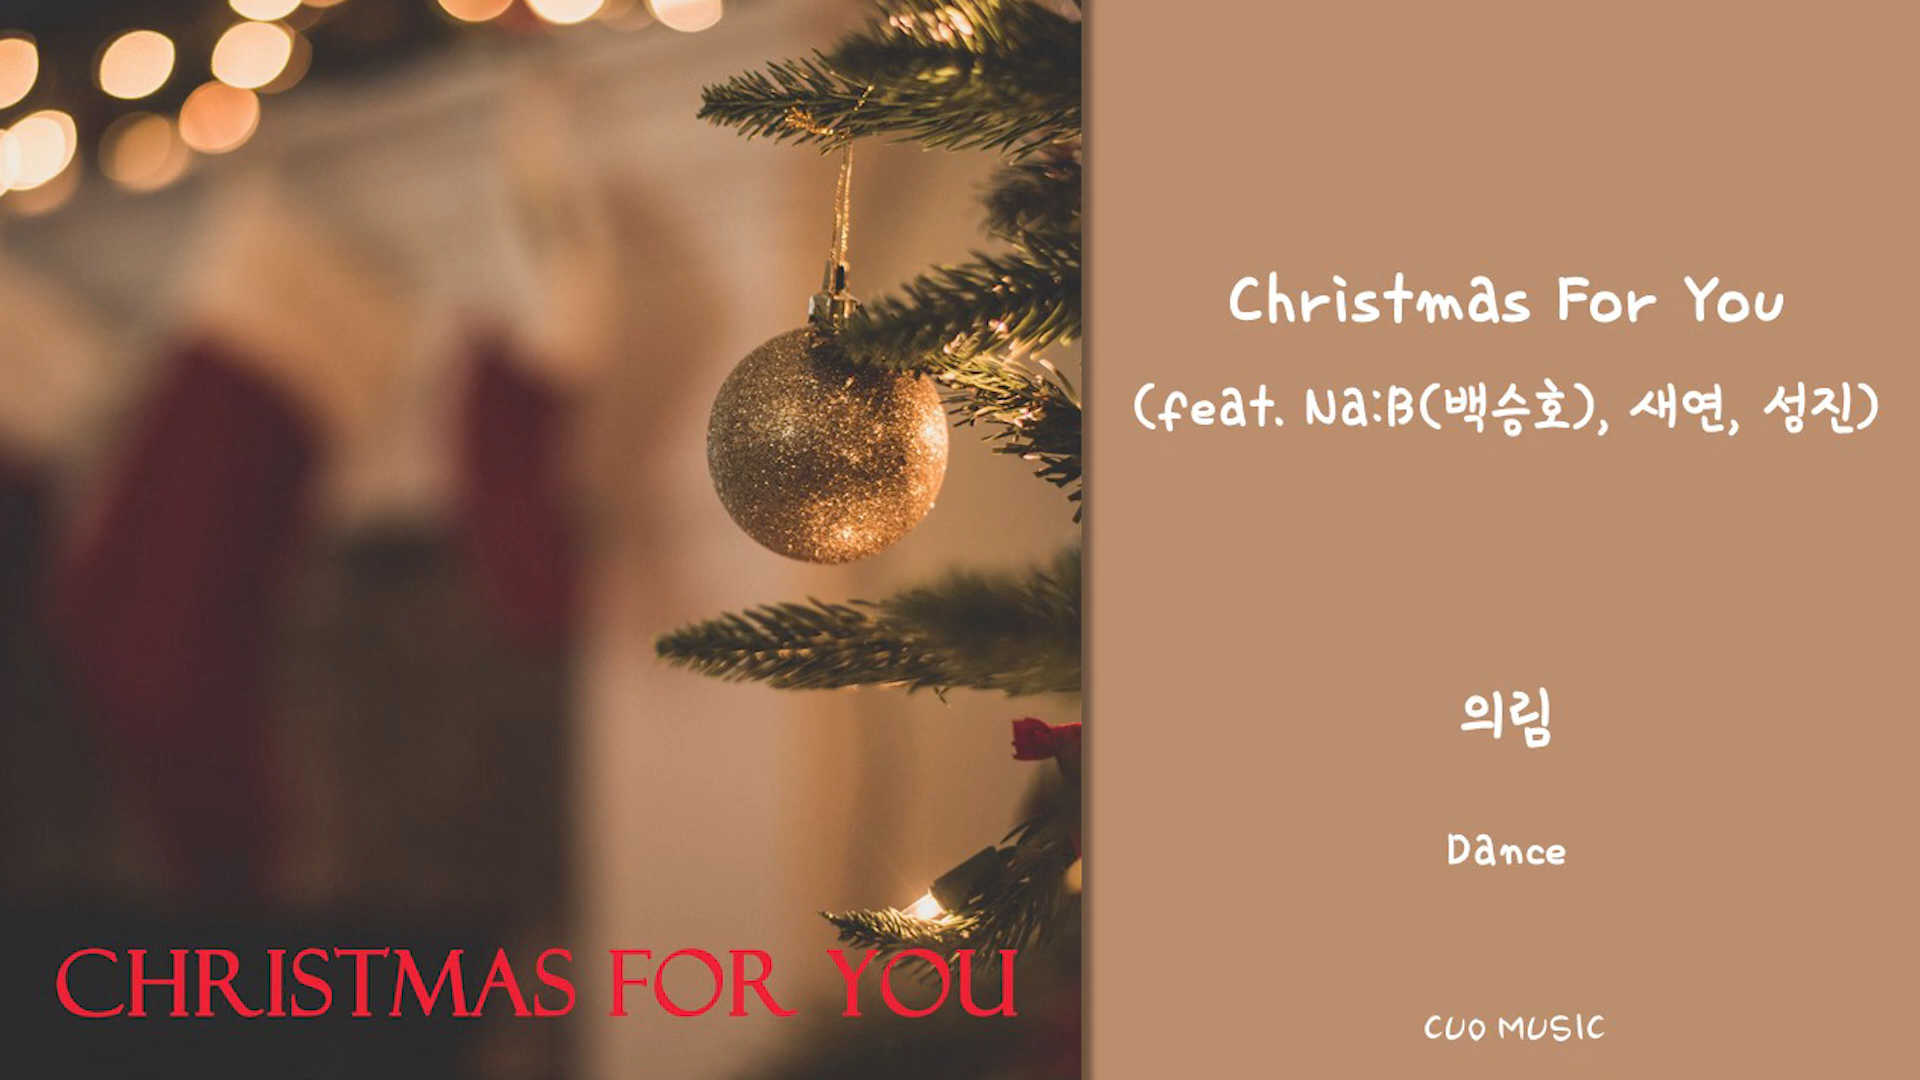 CHRISTMAS FOR YOU
Christmas For You
(feat. Na:B(백승호), 새연, 성진)
의림
Dance
CUO MUSIC